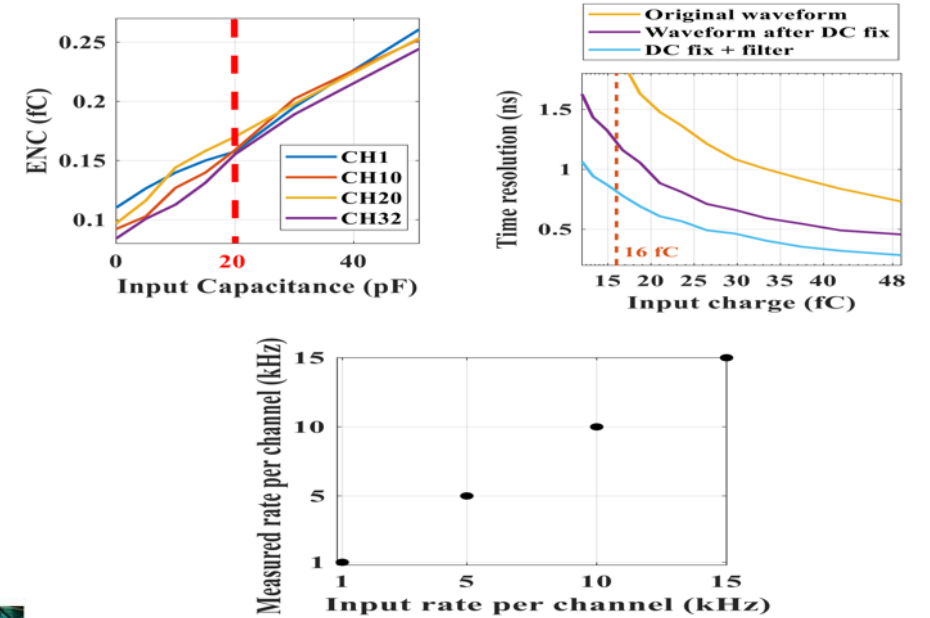 ENC (fC)
0.25
0.2
0.15
0.1
CH1
CH10
CH20
CH32
0 20 40
Input Capacitance (pF)
Original waveform
Waveform after DC fix
DC fix + filter
Time resolution (ns)
1.5
1
0.5
16 fC
15 20 25 30 35 40 48
Input charge (fC)
Measured rate per channel (kHz)
15
10
5
1
1 5 10 15
Input rate per channel (kHz)